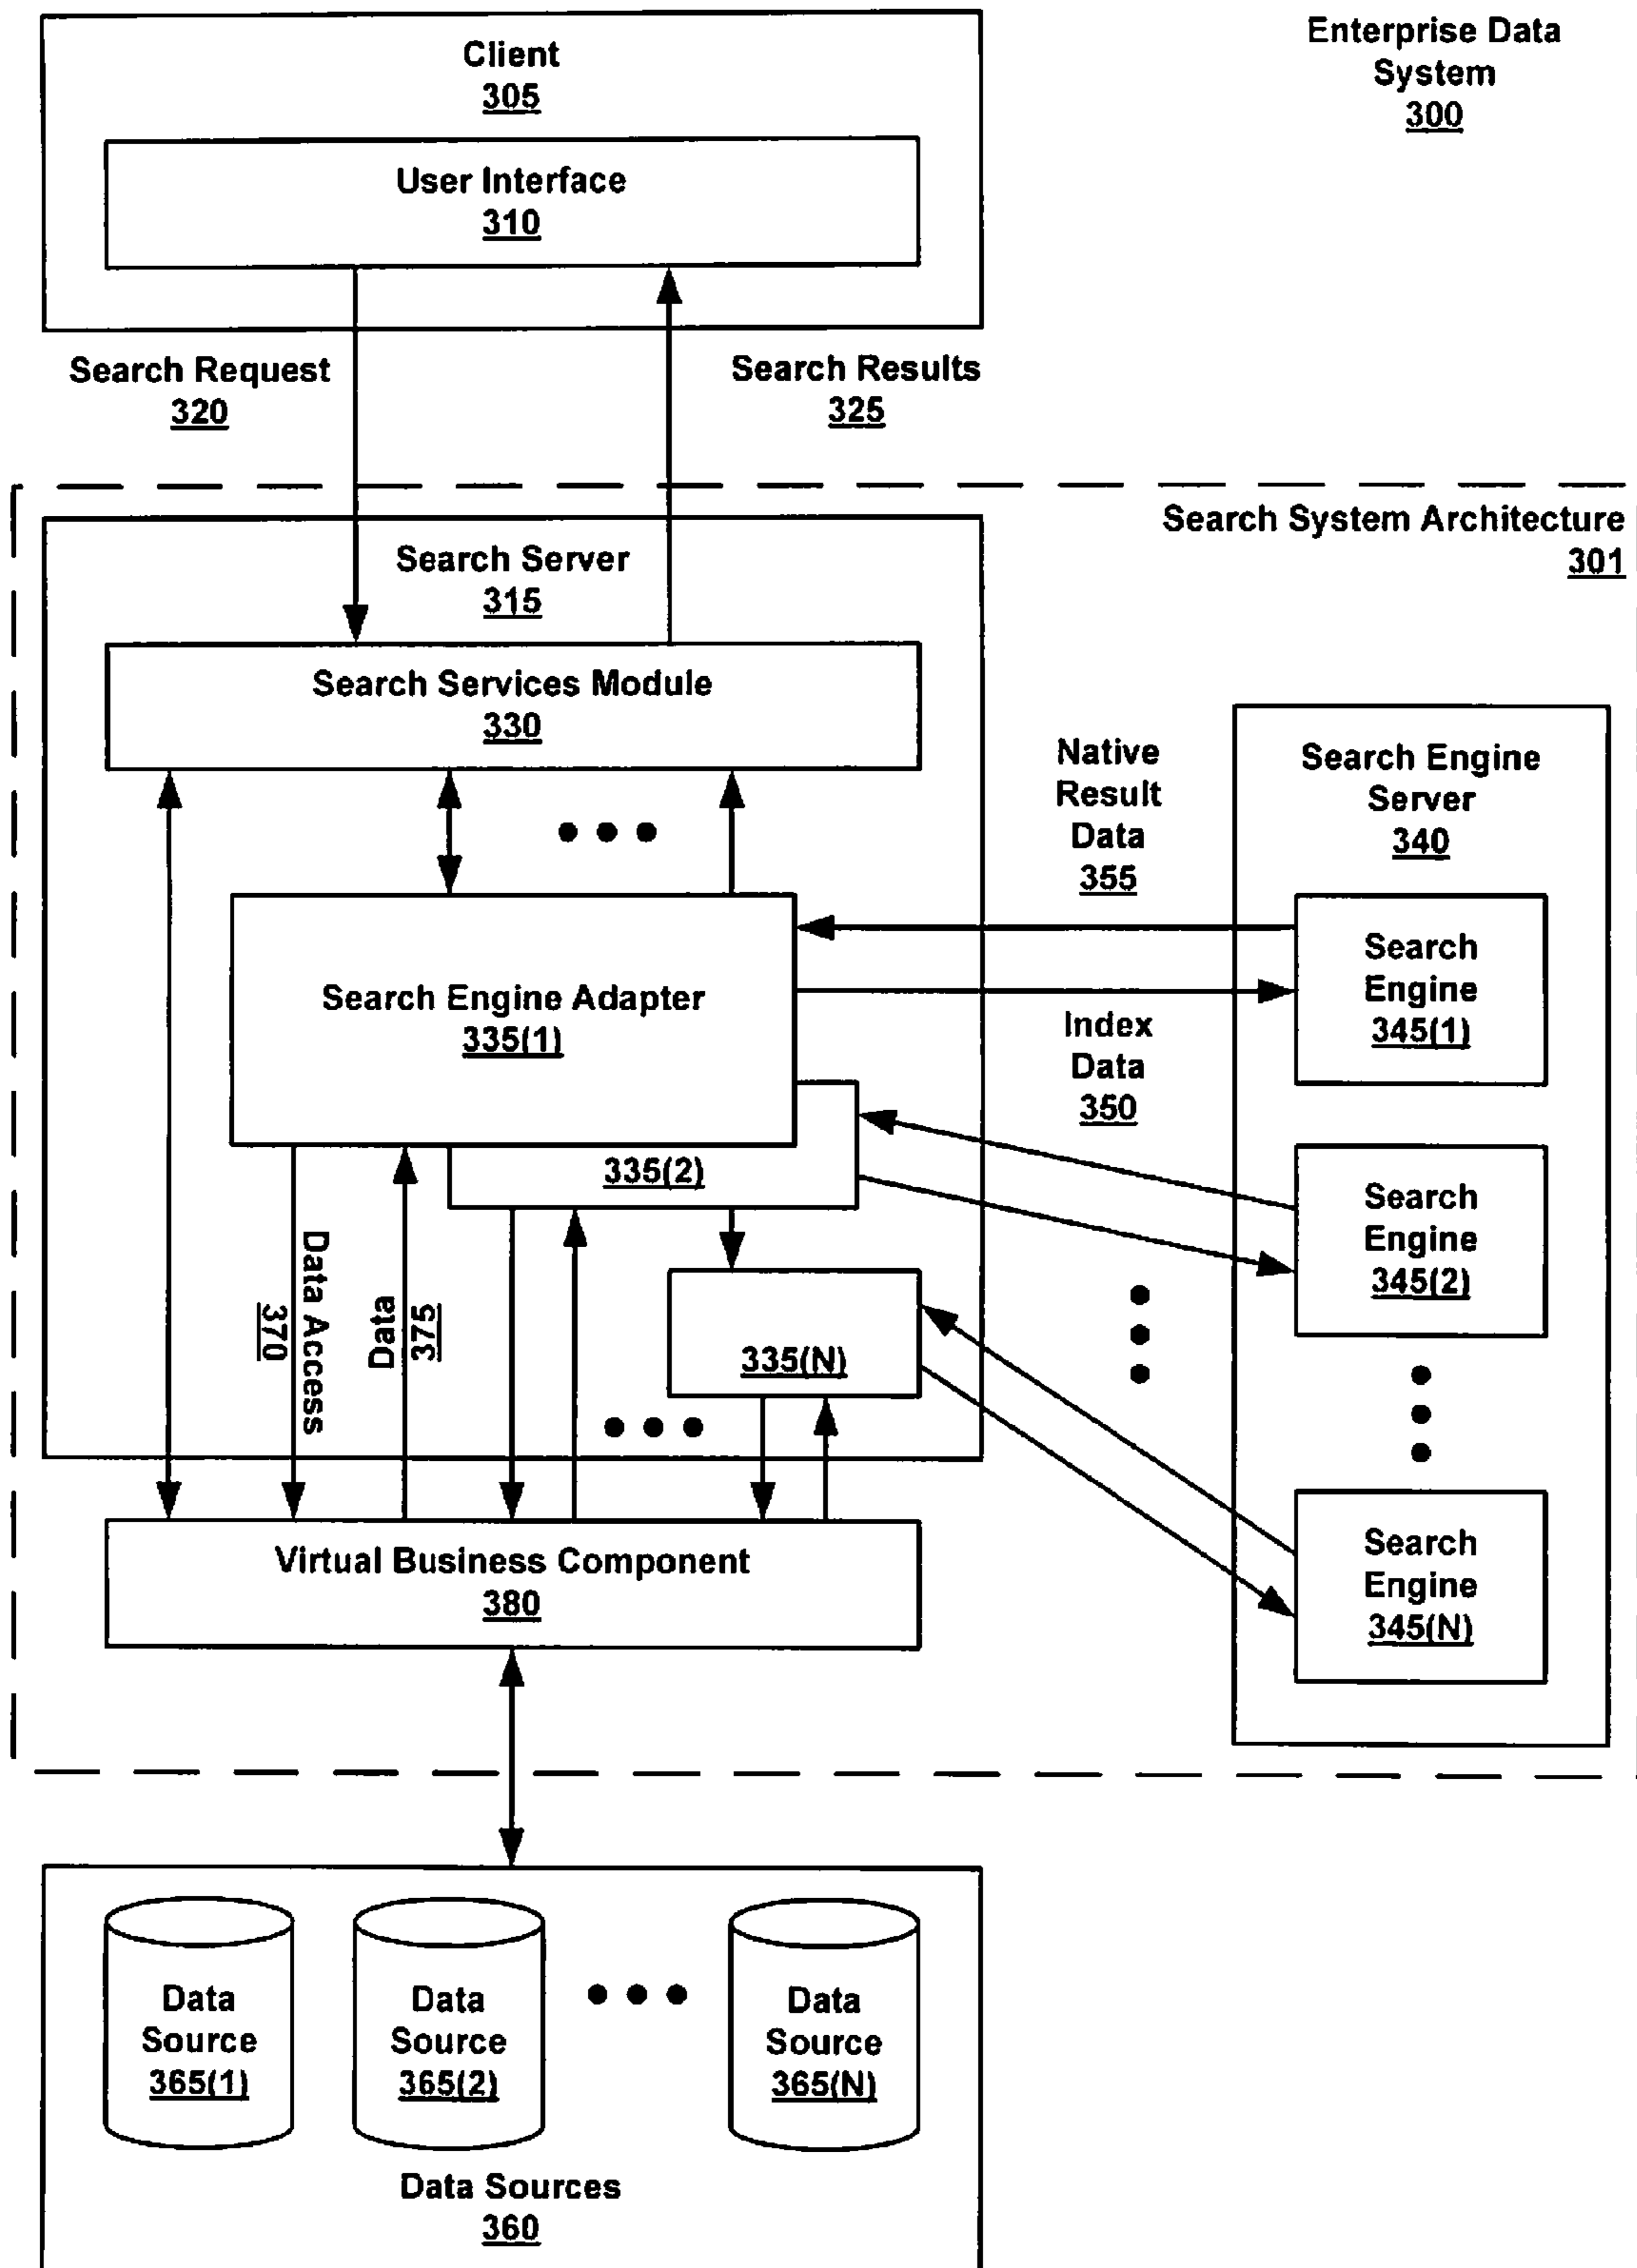 Enterprise Data
System
300
Client
305
User Interface
310
Search Request
320
Search Results
325
Search System Architecture
301
Search Server
315
Search Services Module
330
Native
Result
Data
355
Search Engine
Server
340
Search Engine Adapter
335(1)
Index
Data
350
Search
Engine
345(1)
335(2)
Search
Engine
345(2)
Data Access
370
Data
375
335(N)
Search
Engine
345(N)
Virtual Business Component
380
Data
Source
365(1)
Data
Source
365(2)
Data
Source
365(N)
Data Sources
360